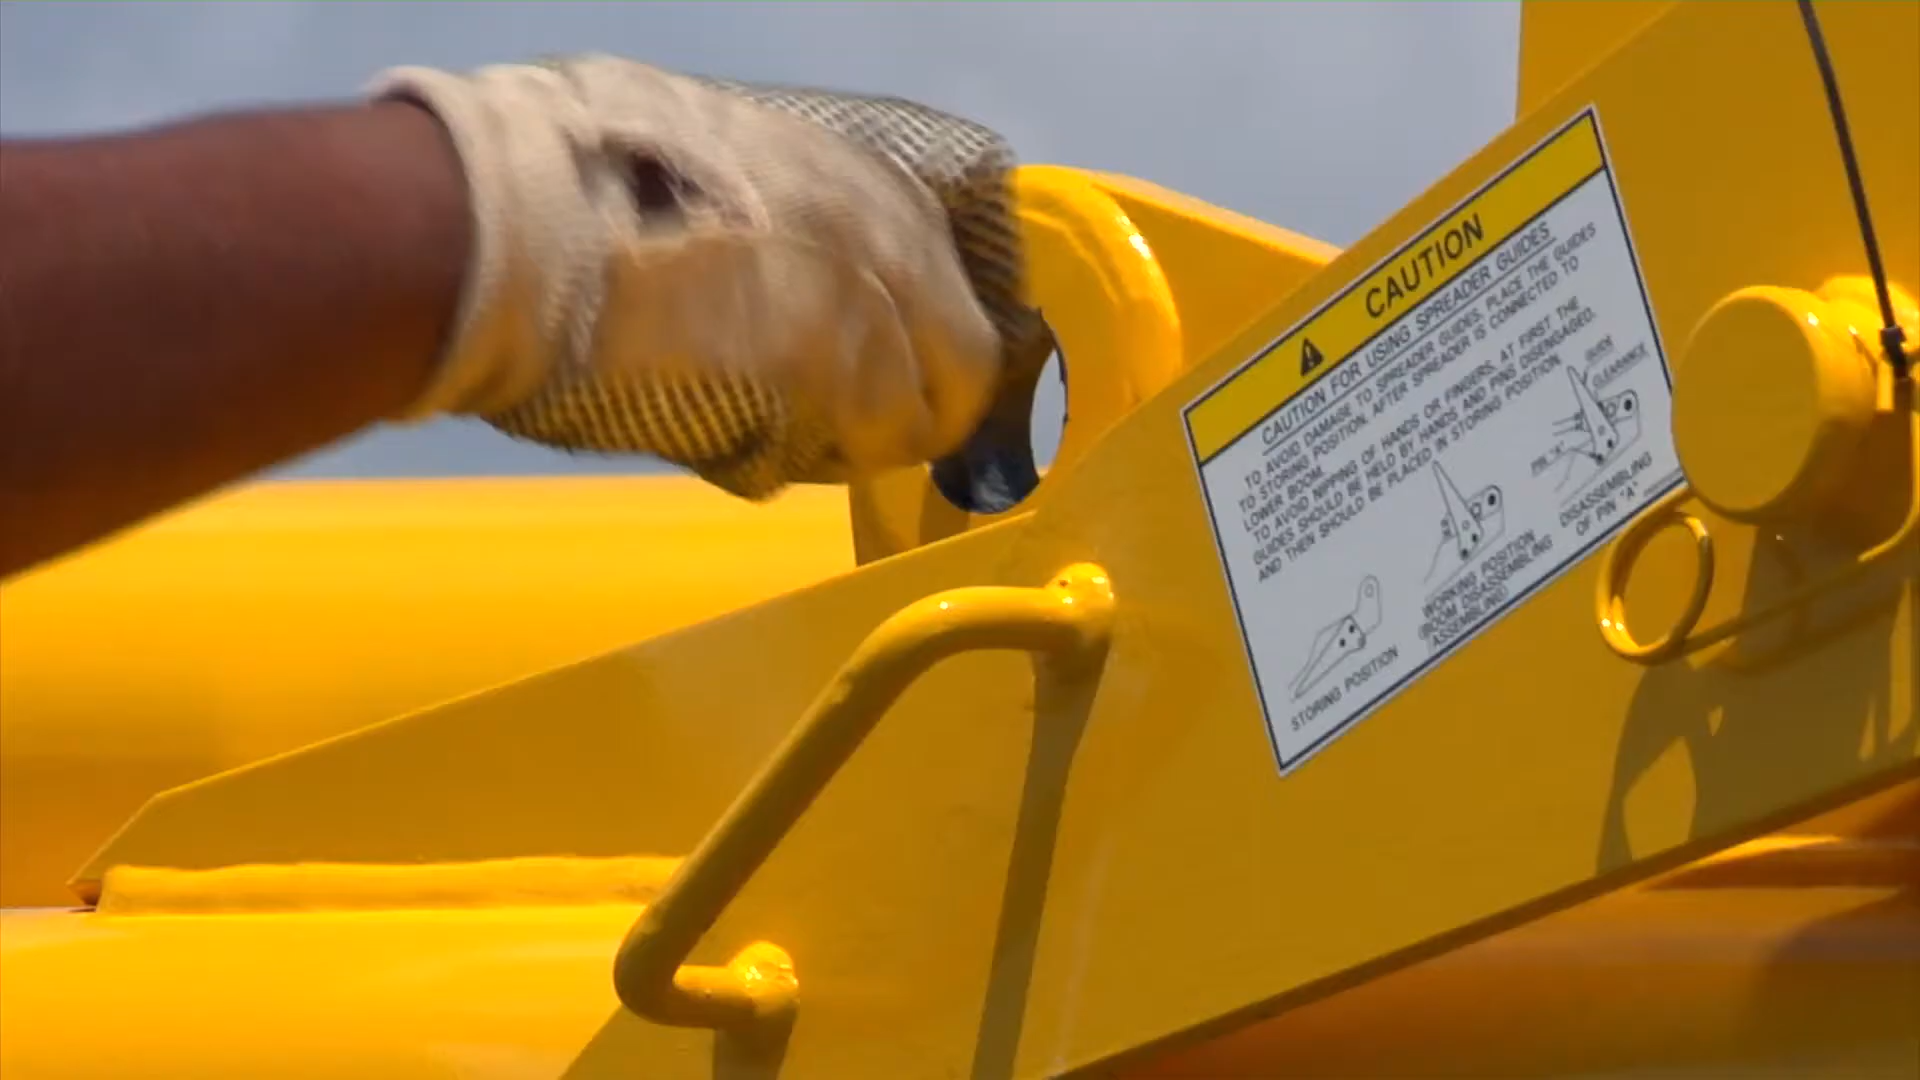 CAUTION
CAUTION FOR USING SPREADER GUIDES
TO AVOID DAMAGE TO SPREADER GUIDES, PLACE THE GUIDES
TO STORING POSITION. AFTER SPREADER IS CONNECTED TO
LOWER BOOM.
TO AVOID NIPPING OF HANDS OR FINGERS, AT FIRST THE
GUIDES SHOULD BE HELD BY HANDS AND PINS DISENGAGED.
AND THEN SHOULD BE PLACED IN STORING POSITION.
GUIDE
CLEARANCE
PIN "A"
STORING POSITION
WORKING POSITION
(BOOM DISASSEMBLING
ASSEMBLING)
DISASSEMBLING
OF PIN "A"